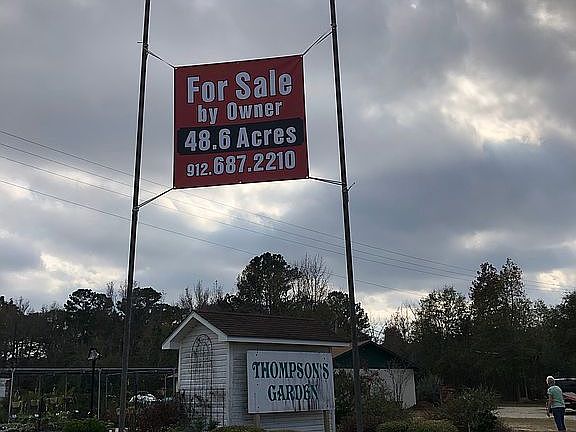 For Sale
by Owner
48.6 Acres
912.687.2210
THOMPSON'S
GARDEN